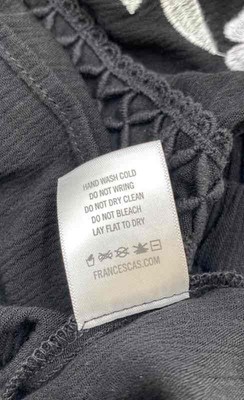 HAND WASH COLD
DO NOT WRING
DO NOT DRY CLEAN
DO NOT BLEACH
LAY FLAT TO DRY
FRANCESCAS.COM